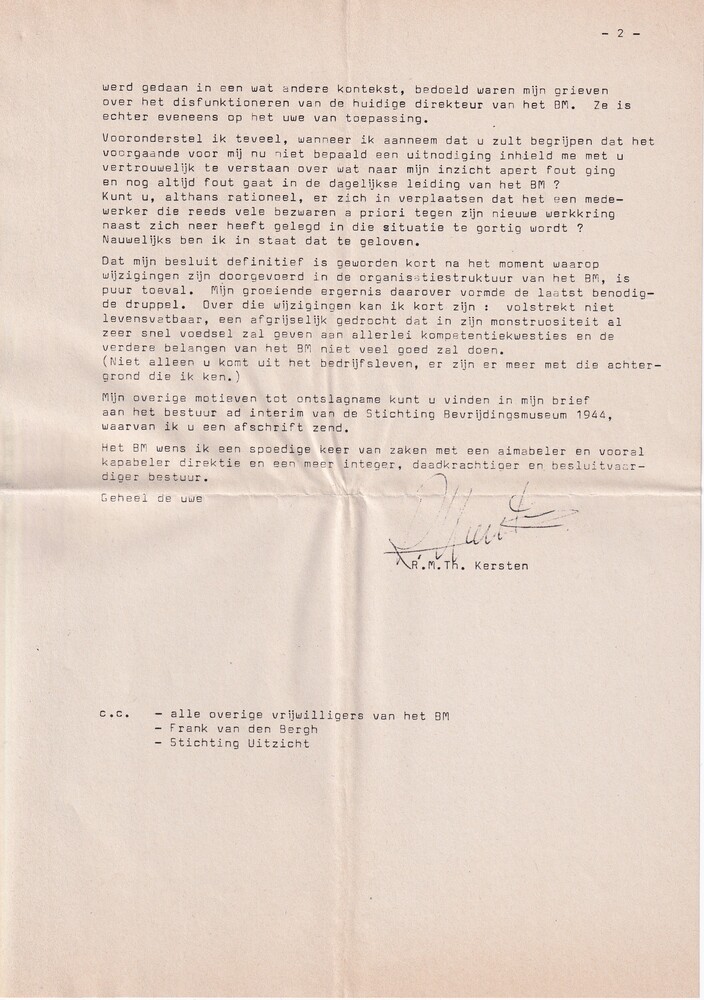 - 2 -
werd gedaan in een wat andere kontekst, bedoeld waren mijn grieven
over het disfunktioneren van de huidige direkteur van het BM. Ze is
echter eveneens op het uwe van toepassing.
Vooronderstel ik teveel, wanneer ik aanneem dat u zult begrijpen dat het
voorgaande voor mij nu niet bepaald een uitnodiging inhield me met u
vertrouwelijk te verstaan over wat naar mijn inzicht apert fout ging
en nog altijd fout gaat in de dagelijkse leiding van het BM ?
Kunt u, althans rationeel, er zich in verplaatsen dat het een mede-
werker die reeds vele bezwaren a priori tegen zijn nieuwe werkkring
naast zich neer heeft gelegd in die situatie te gortig wordt ?
Nauwelijks ben ik in staat dat te geloven.
Dat mijn besluit definitief is geworden kort na het moment waarop
wijzigingen zijn doorgevoerd in de organisatiestruktuur van het BM, is
puur toeval. Mijn groeiende ergernis daarover vormde de laatst benodig-
de druppel. Over die wijzigingen kan ik kort zijn : volstrekt niet
levensvatbaar, een afgrijselijk gedrocht dat in zijn monstruositeit al
zeer snel voedsel zal geven aan allerlei kompetentiekwesties en de
verdere belangen van het BM niet veel goed zal doen.
(Niet alleen u komt uit het bedrijfsleven, er zijn er meer met die achter-
grond die ik ken.)
Mijn overige motieven tot ontslagname kunt u vinden in mijn brief
aan het bestuur ad interim van de Stichting Bevrijdingsmuseum 1944,
waarvan ik u een afschrift zend.
Het BM wens ik een spoedige keer van zaken met een aimabeler en vooral
kapabeler direktie en een meer integer, daadkrachtiger en besluitvaar-
diger bestuur.
Geheel de uwe
R.M.Th. Kersten
c.c. - alle overige vrijwilligers van het BM
- Frank van den Bergh
- Stichting Uitzicht